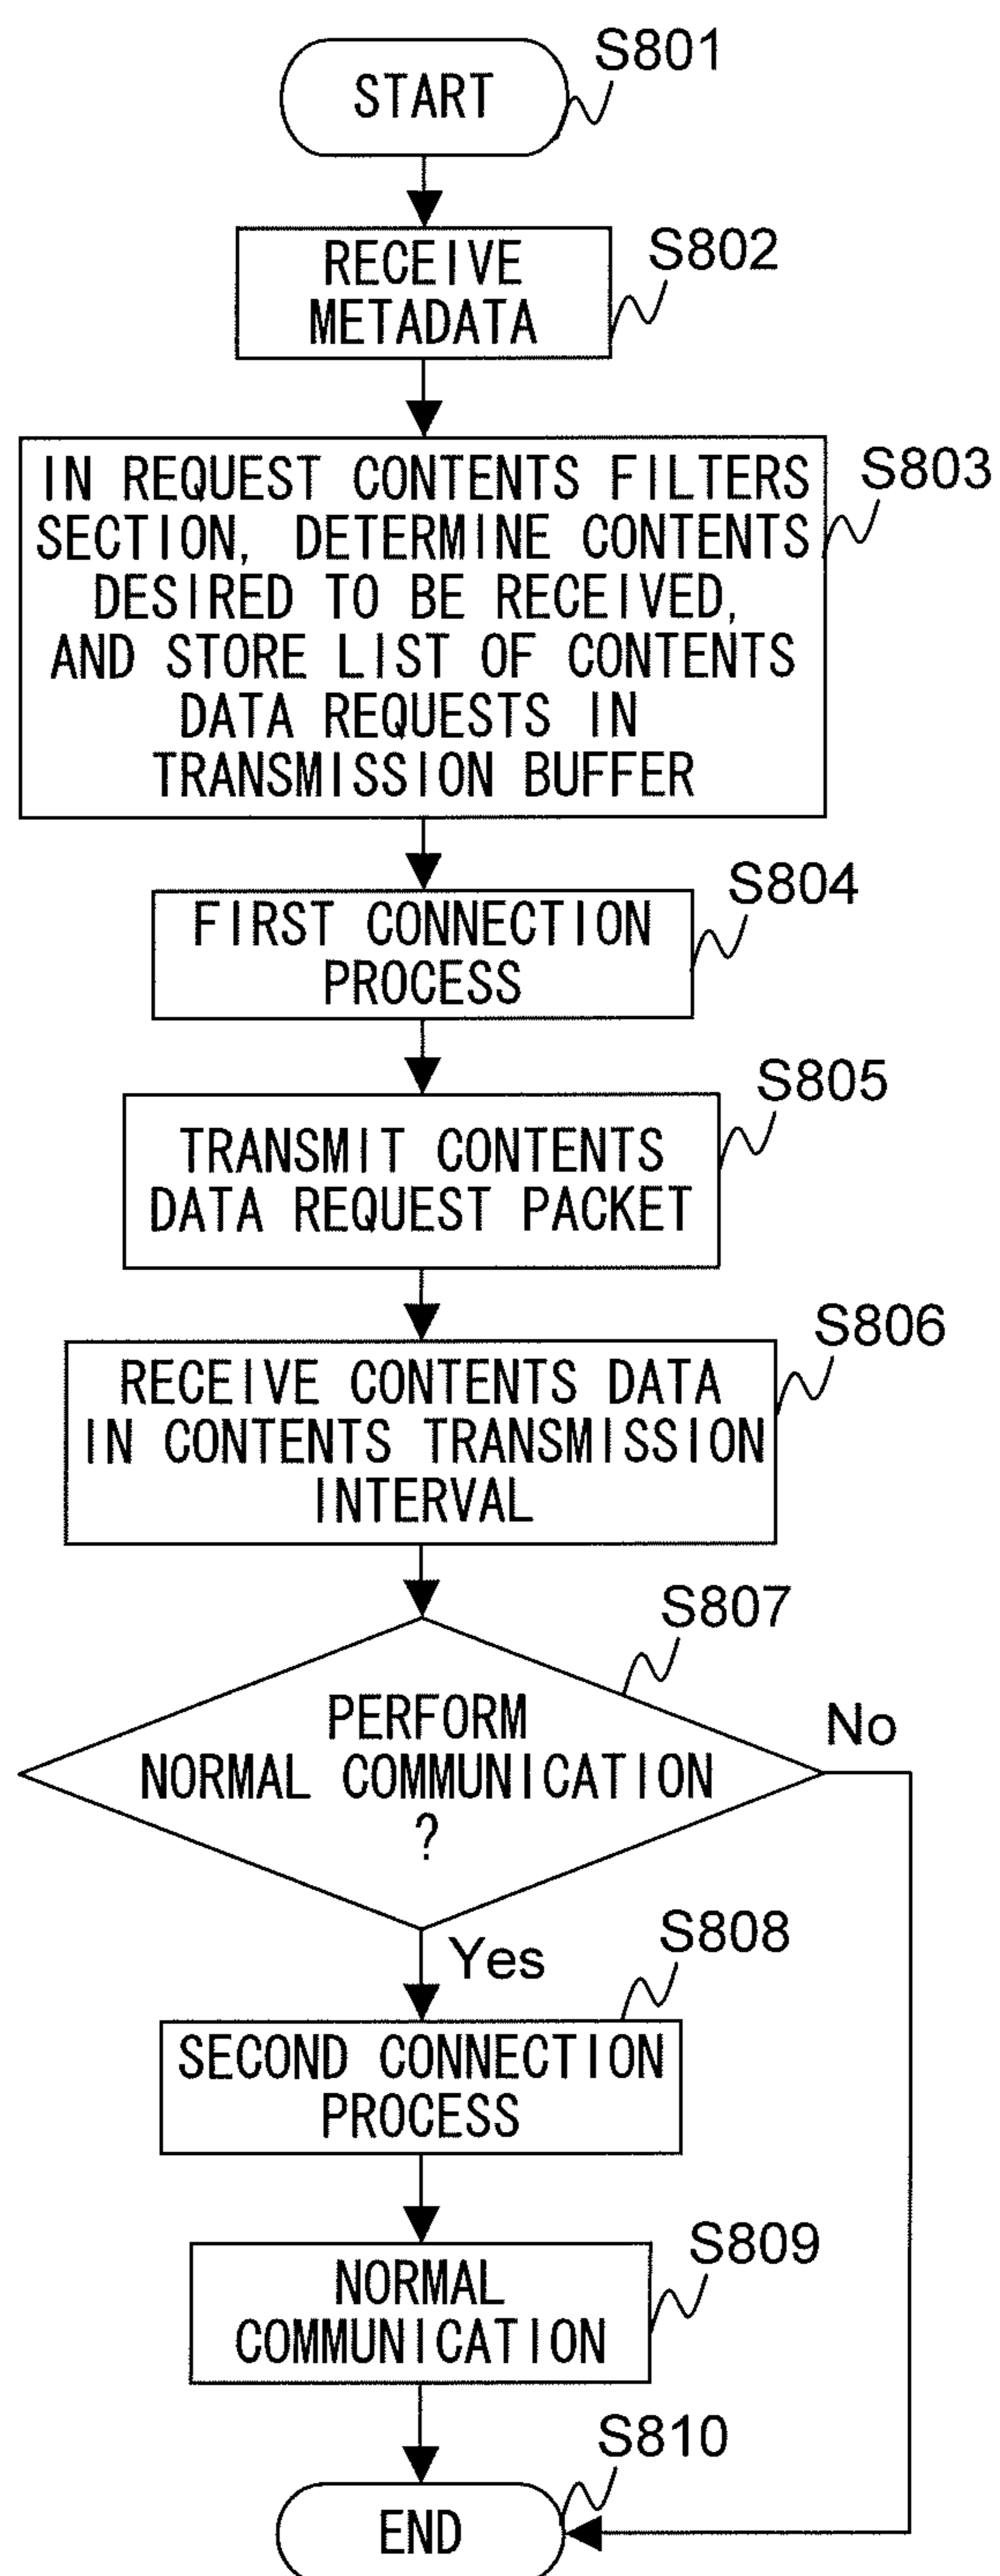 START
S801
RECEIVE
METADATA
S802
IN REQUEST CONTENTS FILTERS
SECTION, DETERMINE CONTENTS
DESIRED TO BE RECEIVED,
AND STORE LIST OF CONTENTS
DATA REQUESTS IN
TRANSMISSION BUFFER
S803
FIRST CONNECTION
PROCESS
S804
TRANSMIT CONTENTS
DATA REQUEST PACKET
S805
RECEIVE CONTENTS DATA
IN CONTENTS TRANSMISSION
INTERVAL
S806
PERFORM
NORMAL COMMUNICATION
?
S807
No
Yes
SECOND CONNECTION
PROCESS
S808
NORMAL
COMMUNICATION
S809
END
S810